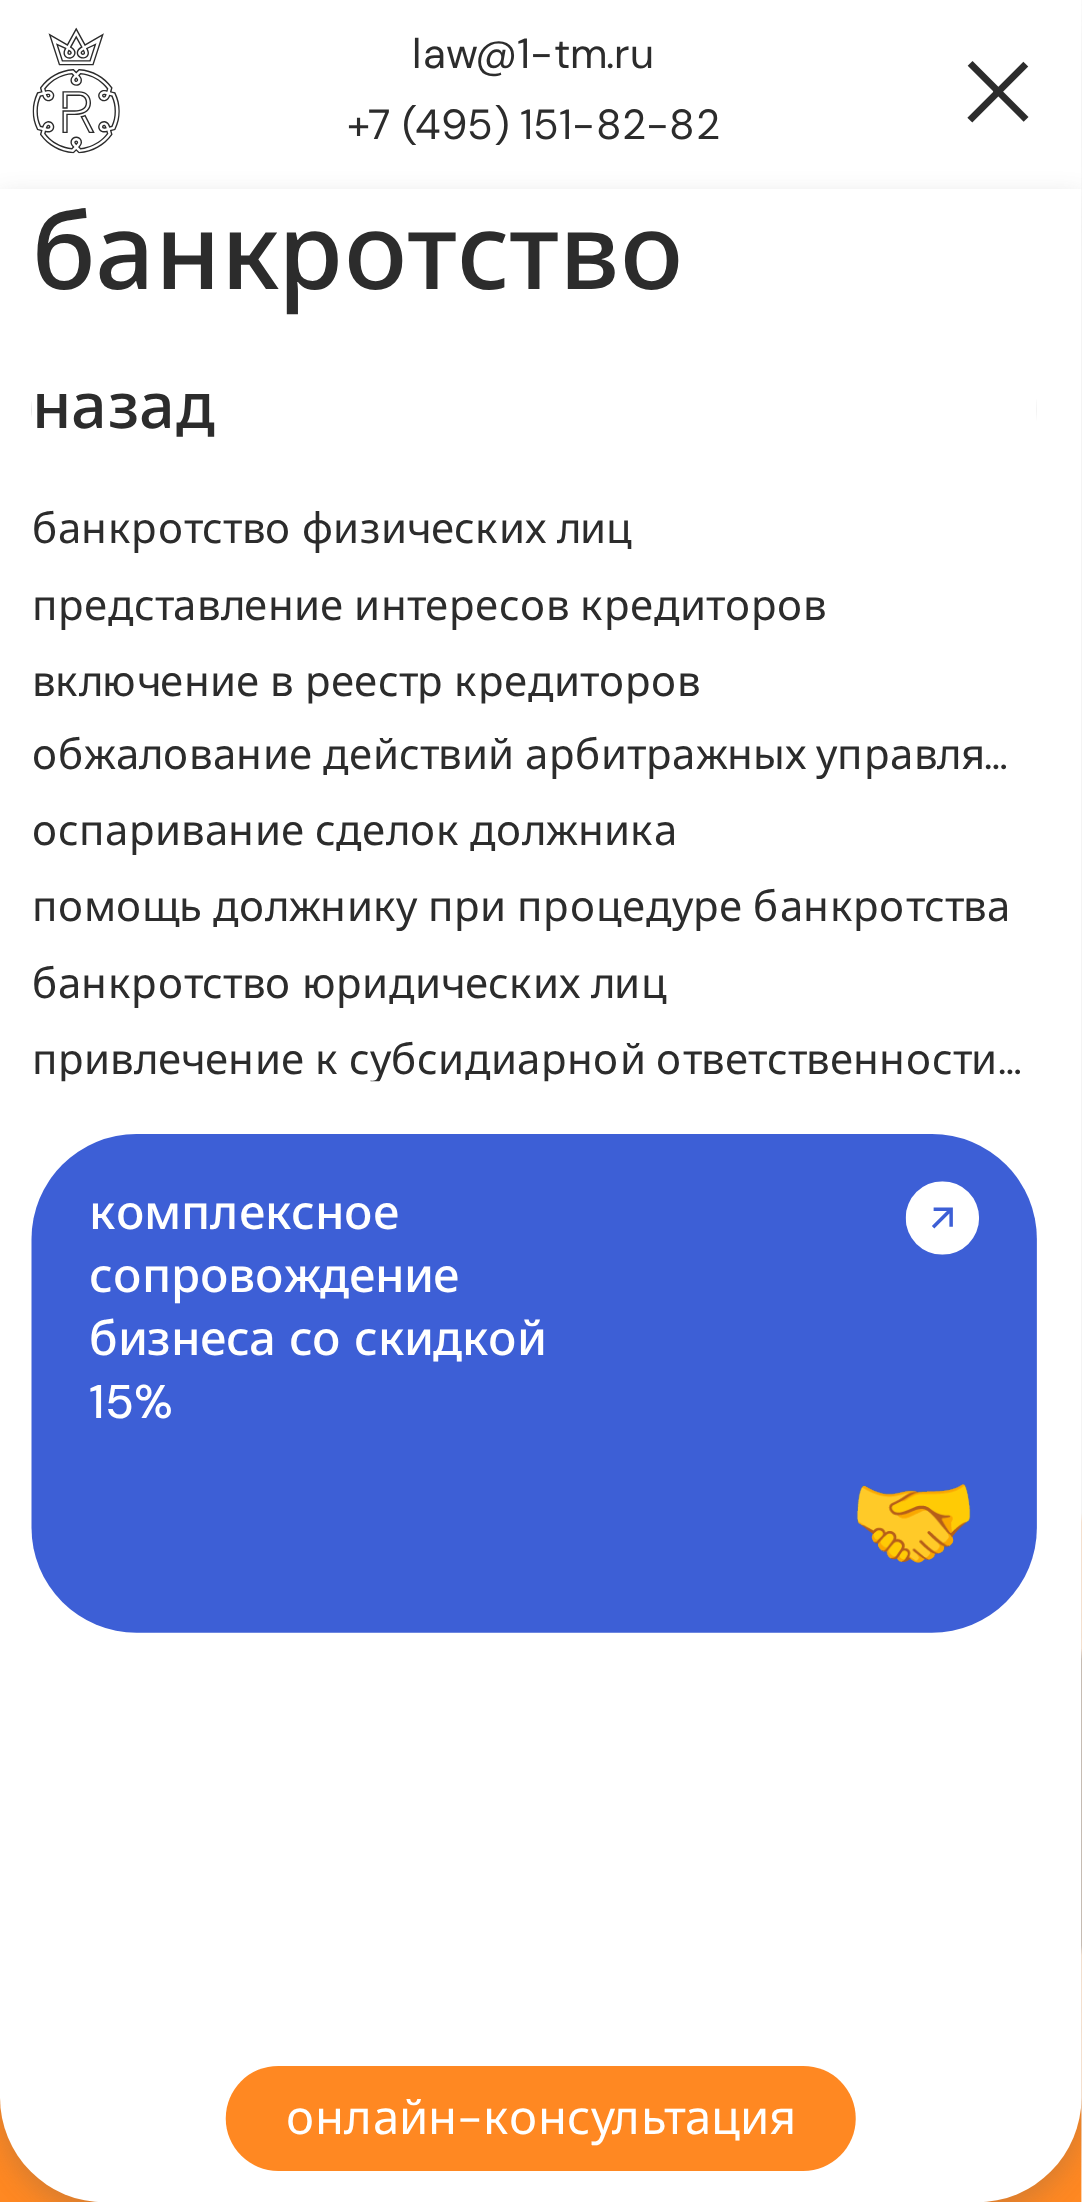 R
law@1-tm.ru
+7 (495) 151-82-82
банкротство
назад
банкротство физических лиц
представление интересов кредиторов
включение в реестр кредиторов
обжалование действий арбитражных управля...
оспаривание сделок должника
помощь должнику при процедуре банкротства
банкротство юридических лиц
привлечение к субсидиарной ответственности...
комплексное
сопровождение
бизнеса со скидкой
15%
онлайн-консультация